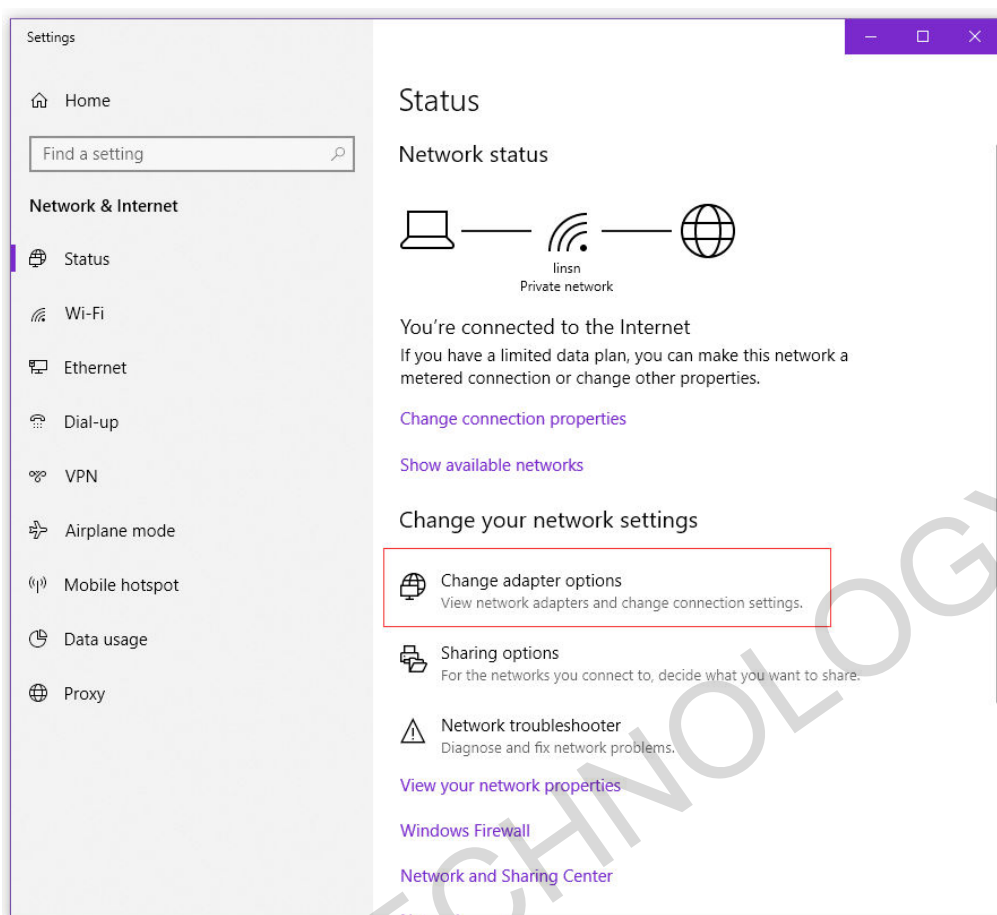 Settings
Home
Find a setting
Network & Internet
Status
Wi-Fi
Ethernet
Dial-up
VPN
Airplane mode
Mobile hotspot
Data usage
Proxy
Status
Network status
linsn
Private network
You're connected to the Internet
If you have a limited data plan, you can make this network a
metered connection or change other properties.
Change connection properties
Show available networks
Change your network settings
Change adapter options
View network adapters and change connection settings.
Sharing options
For the networks you connect to, decide what you want to share.
Network troubleshooter
Diagnose and fix network problems.
View your network properties
Windows Firewall
Network and Sharing Center
TECHNOLOGY